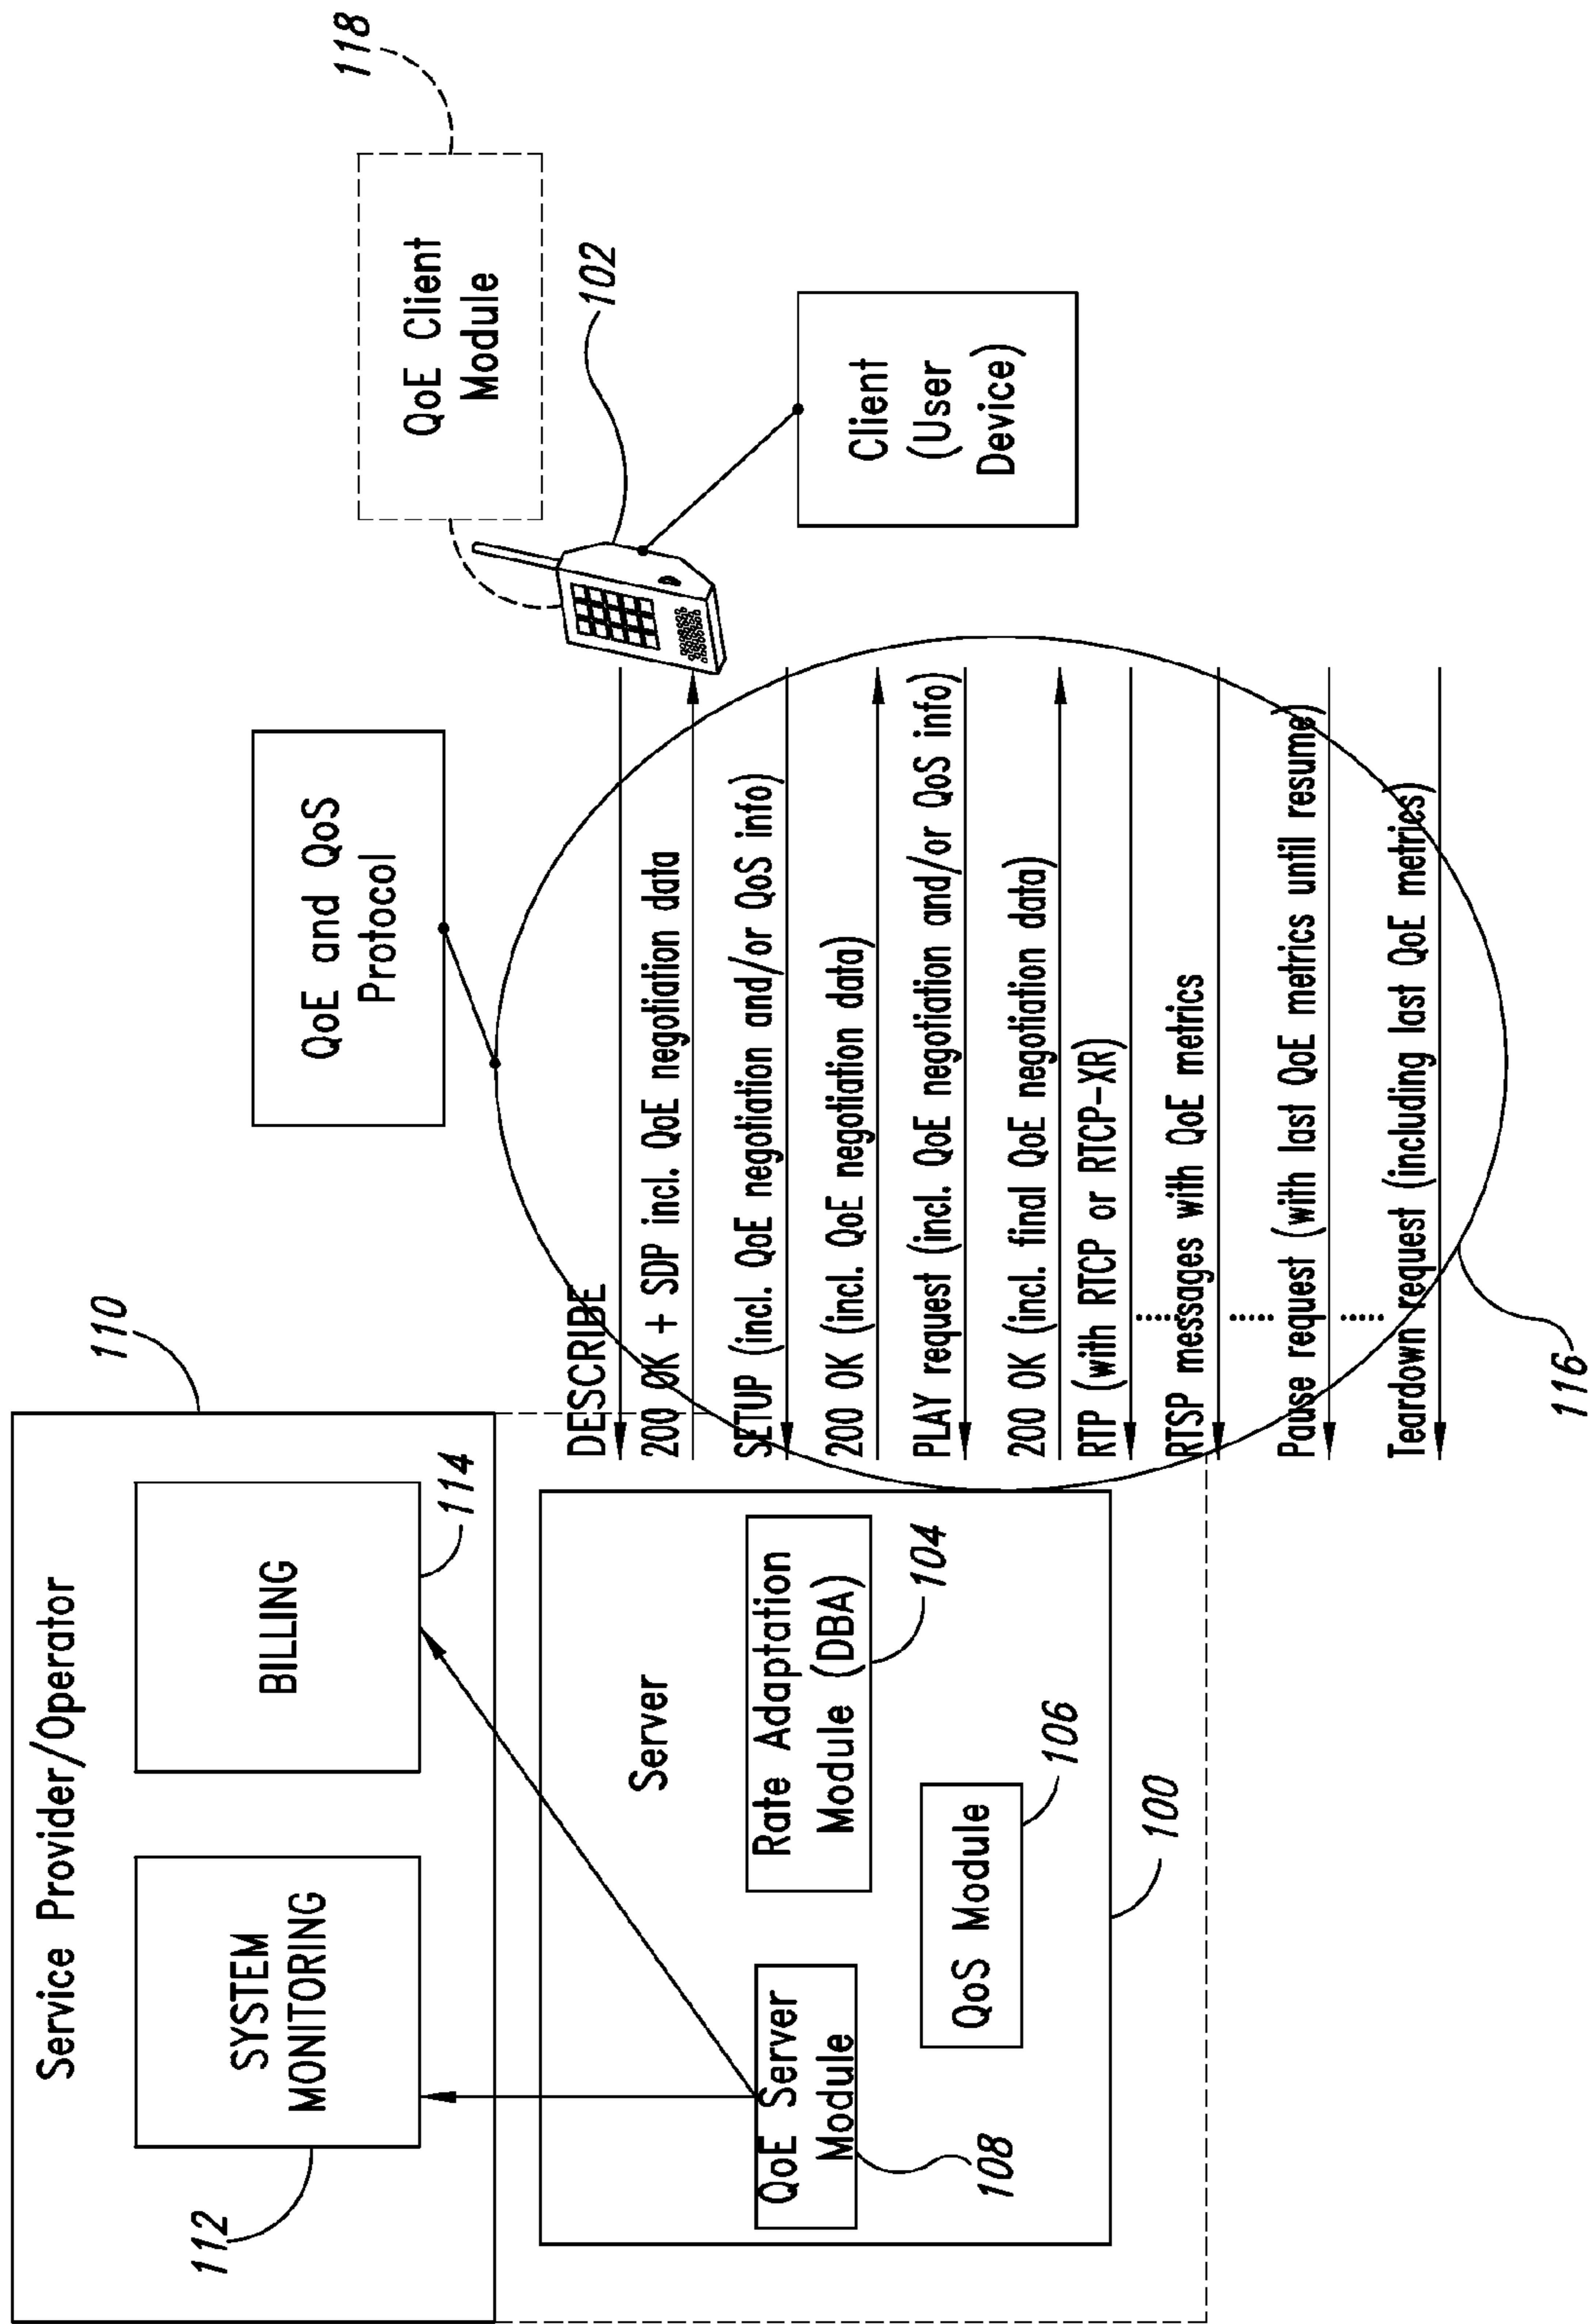 Service Provider/Operator
110
SYSTEM
MONITORING
112
BILLING
114
Server
QoE Server
Module
108
Rate Adaptation
Module (DBA)
104
QoS Module
106
100
QoE and QoS
Protocol
DESCRIBE
200 OK + SDP incl. QoE negotiation data
SETUP (incl. QoE negotiation and/or QoS info)
200 OK (incl. QoE negotiation data)
PLAY request (incl. QoE negotiation and/or QoS info)
200 OK (incl. final QoE negotiation data)
RTP (with RTCP or RTCP-XR)
RTSP messages with QoE metrics
Pause request (with last QoE metrics until resume)
Teardown request (including last QoE metrics)
116
QoE Client
Module
118
102
Client
(User
Device)